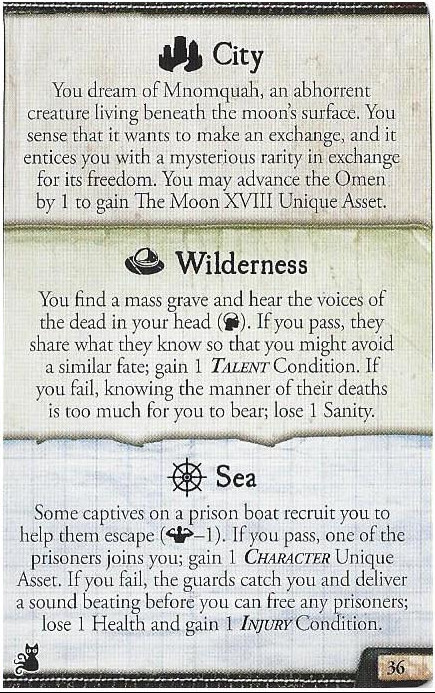 City
You dream of Mnomquah, an abhorrent
creature living beneath the moon's surface. You
sense that it wants to make an exchange, and it
entices you with a mysterious rarity in exchange
for its freedom. You may advance the Omen
by 1 to gain The Moon XVIII Unique Asset.
Wilderness
You find a mass grave and hear the voices of
the dead in your head ( ). If you pass, they
share what they know so that you might avoid
a similar fate; gain 1 TALENT Condition. If
you fail, knowing the manner of their deaths
is too much for you to bear; lose 1 Sanity.
Sea
Some captives on a prison boat recruit you to
help them escape ( –1). If you pass, one of the
prisoners joins you; gain 1 CHARACTER Unique
Asset. If you fail, the guards catch you and deliver
a sound beating before you can free any prisoners;
lose 1 Health and gain 1 INJURY Condition.
36